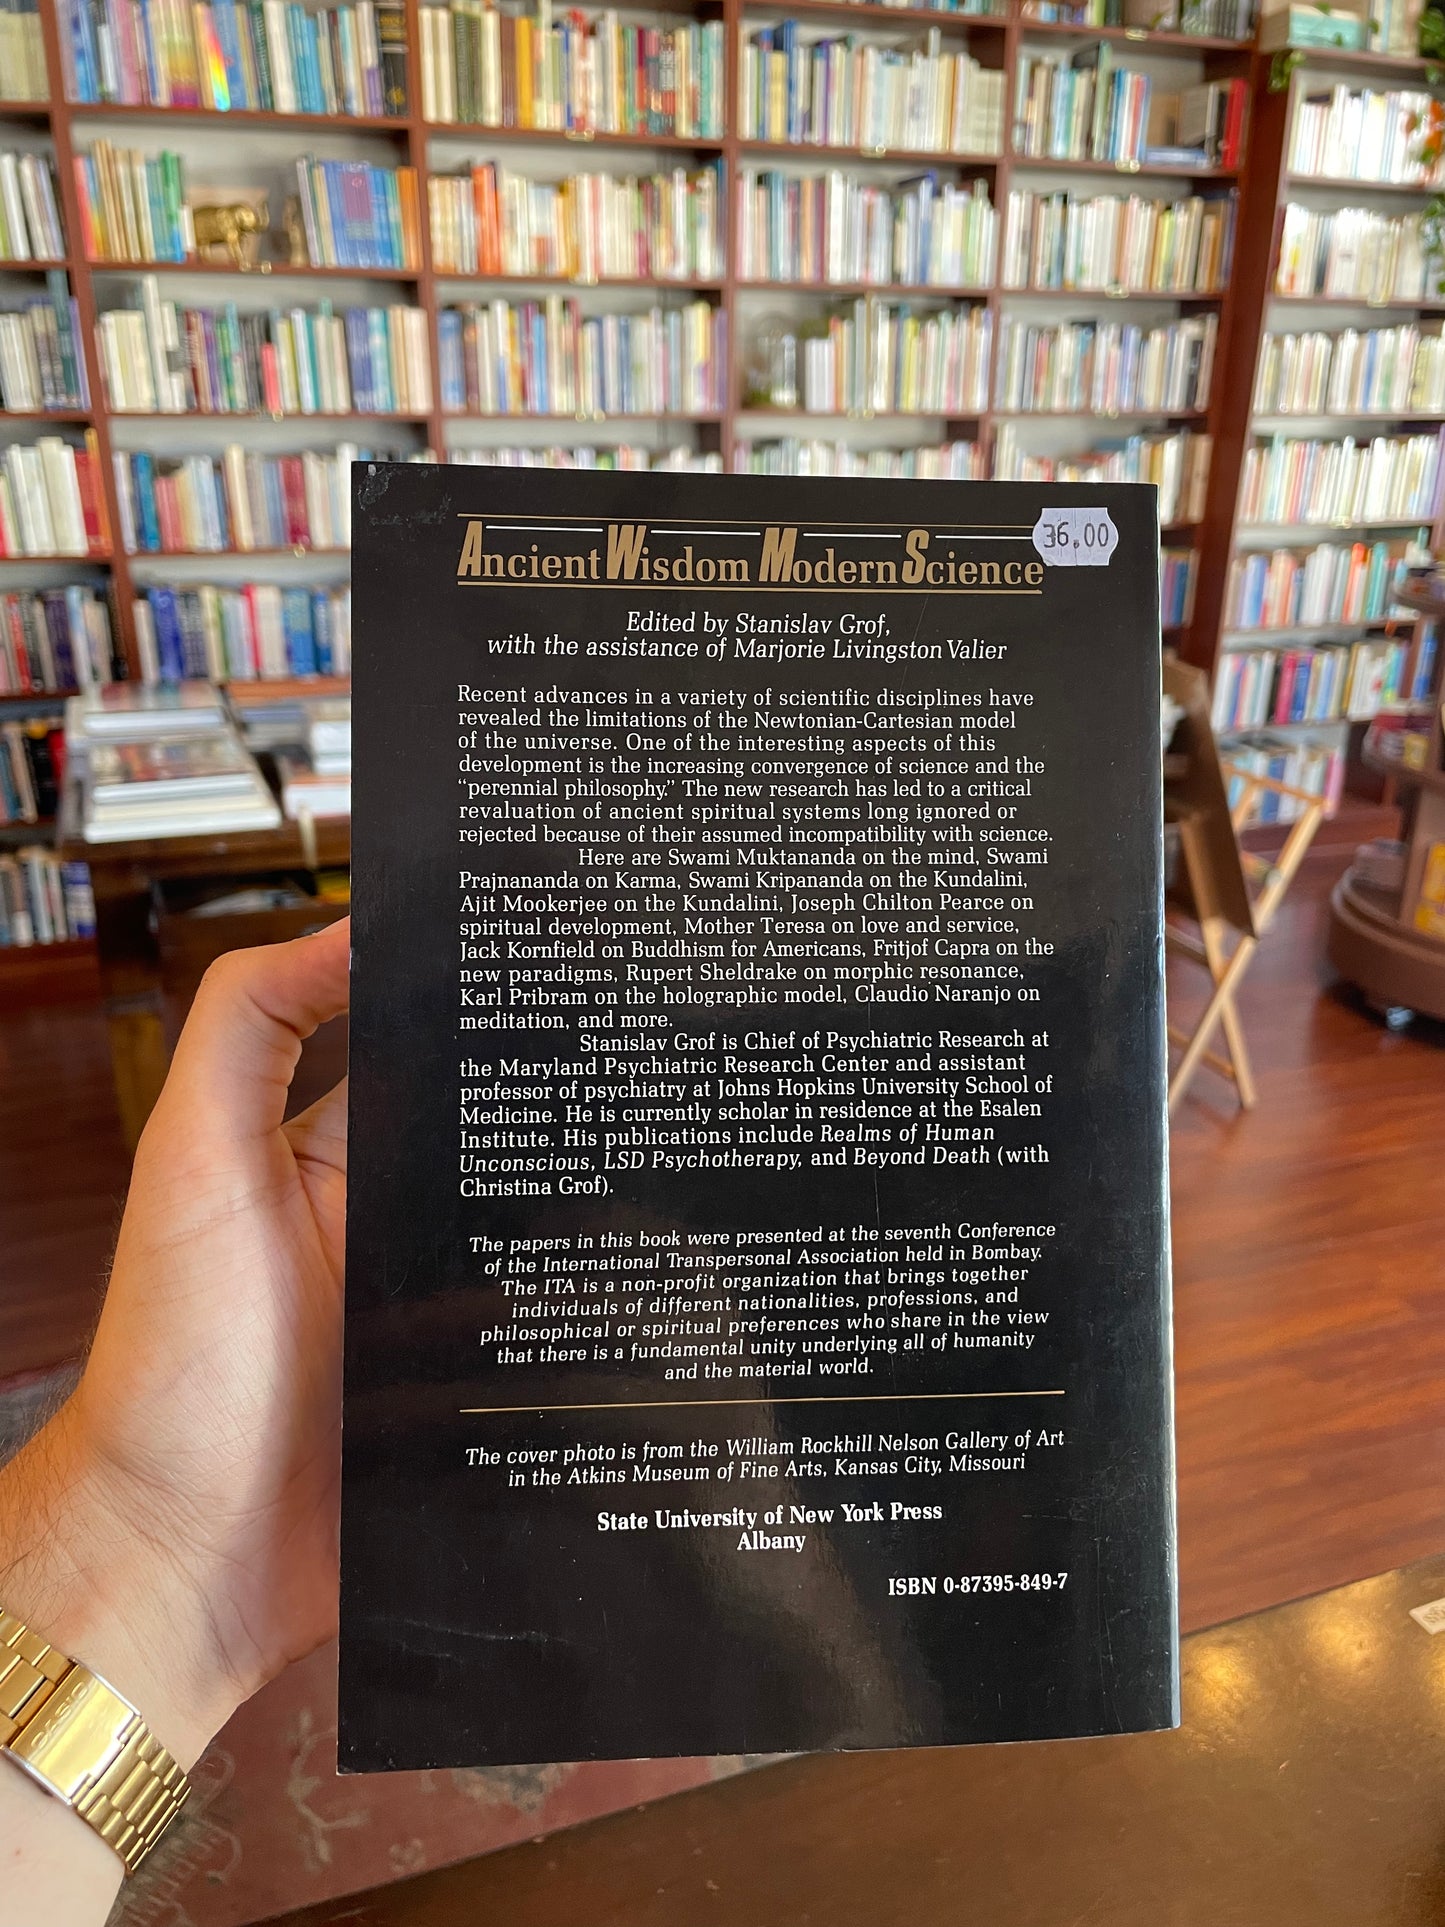 Ancient Wisdom Modern Science
36.00
Edited by Stanislav Grof,
with the assistance of Marjorie Livingston Valier
Recent advances in a variety of scientific disciplines have
revealed the limitations of the Newtonian-Cartesian model
of the universe. One of the interesting aspects of this
development is the increasing convergence of science and the
“perennial philosophy.” The new research has led to a critical
revaluation of ancient spiritual systems long ignored or
rejected because of their assumed incompatibility with science.
Here are Swami Muktananda on the mind, Swami
Prajnananda on Karma, Swami Kripananda on the Kundalini,
Ajit Mookerjee on the Kundalini, Joseph Chilton Pearce on
spiritual development, Mother Teresa on love and service,
Jack Kornfield on Buddhism for Americans, Fritjof Capra on the
new paradigms, Rupert Sheldrake on morphic resonance,
Karl Pribram on the holographic model, Claudio Naranjo on
meditation, and more.
Stanislav Grof is Chief of Psychiatric Research at
the Maryland Psychiatric Research Center and assistant
professor of psychiatry at Johns Hopkins University School of
Medicine. He is currently scholar in residence at the Esalen
Institute. His publications include Realms of Human
Unconscious, LSD Psychotherapy, and Beyond Death (with
Christina Grof).
The papers in this book were presented at the seventh Conference
of the International Transpersonal Association held in Bombay.
The ITA is a non-profit organization that brings together
individuals of different nationalities, professions, and
philosophical or spiritual preferences who share in the view
that there is a fundamental unity underlying all of humanity
and the material world.
The cover photo is from the William Rockhill Nelson Gallery of Art
in the Atkins Museum of Fine Arts, Kansas City, Missouri
State University of New York Press
Albany
ISBN 0-87395-849-7
CASIO